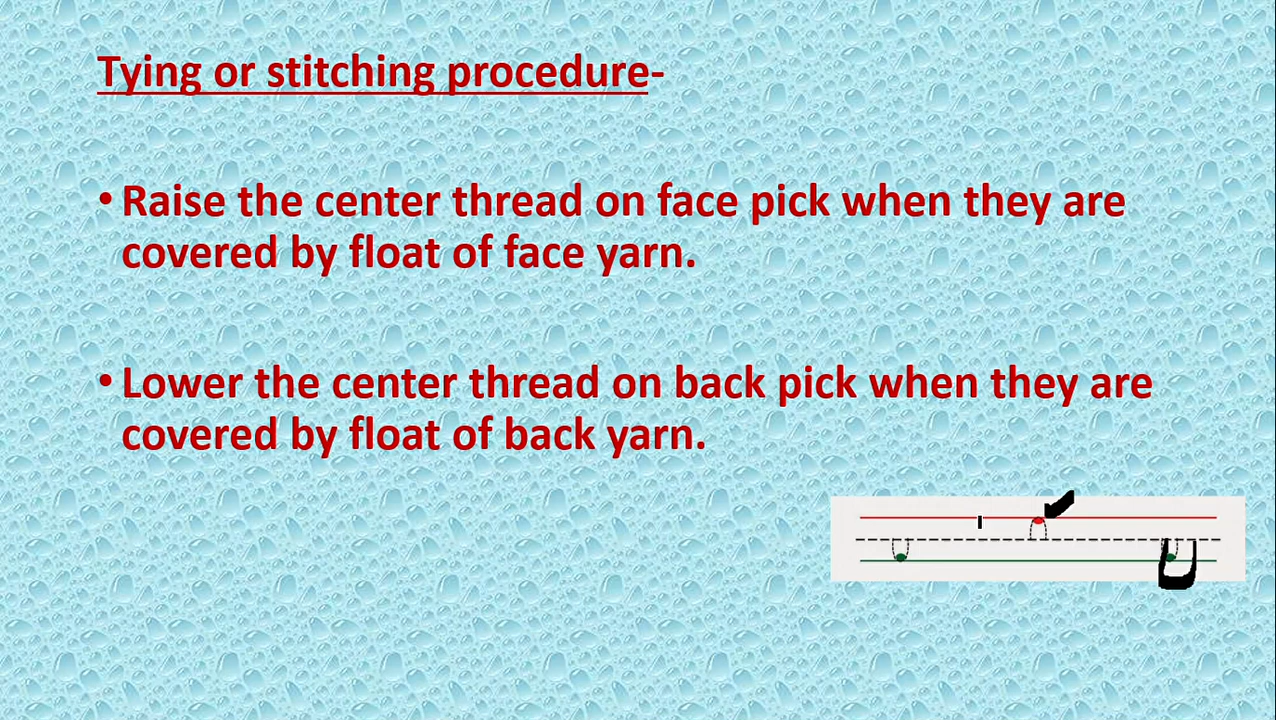 Tying or stitching procedure-
• Raise the center thread on face pick when they are
covered by float of face yarn.
• Lower the center thread on back pick when they are
covered by float of back yarn.